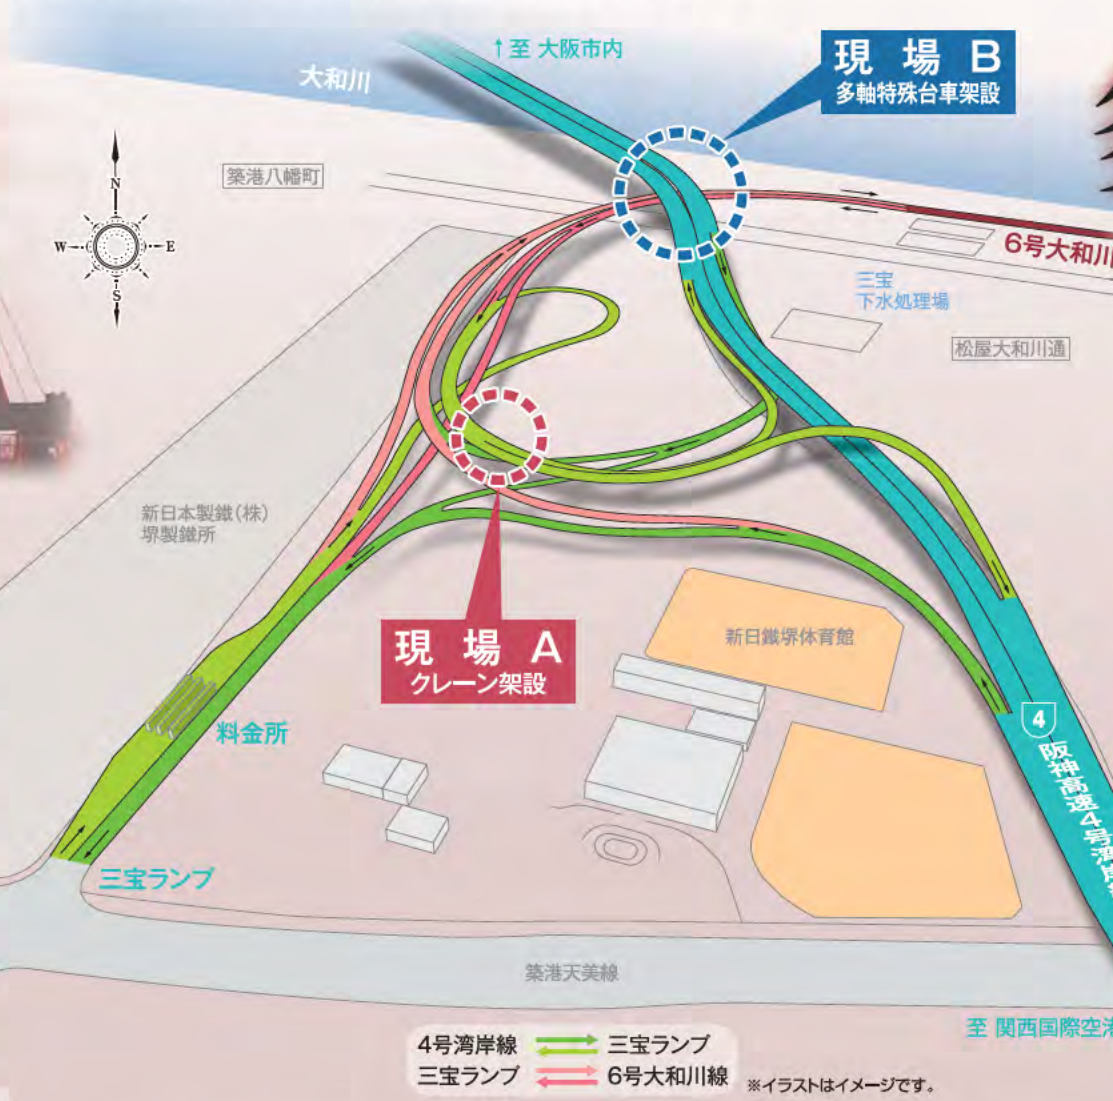 ↑至 大阪市内
現場B
多軸特殊台車架設
大和川
築港八幡町
N
W
E
S
6号大和川
三宝
下水処理場
松屋大和川通
新日本製鐵(株)
堺製鐵所
現場A
クレーン架設
新日鐵堺体育館
料金所
4
阪神高速4号湾岸
三宝ランプ
築港天美線
至 関西国際空港
4号湾岸線 三宝ランプ
三宝ランプ 6号大和川線
※イラストはイメージです。